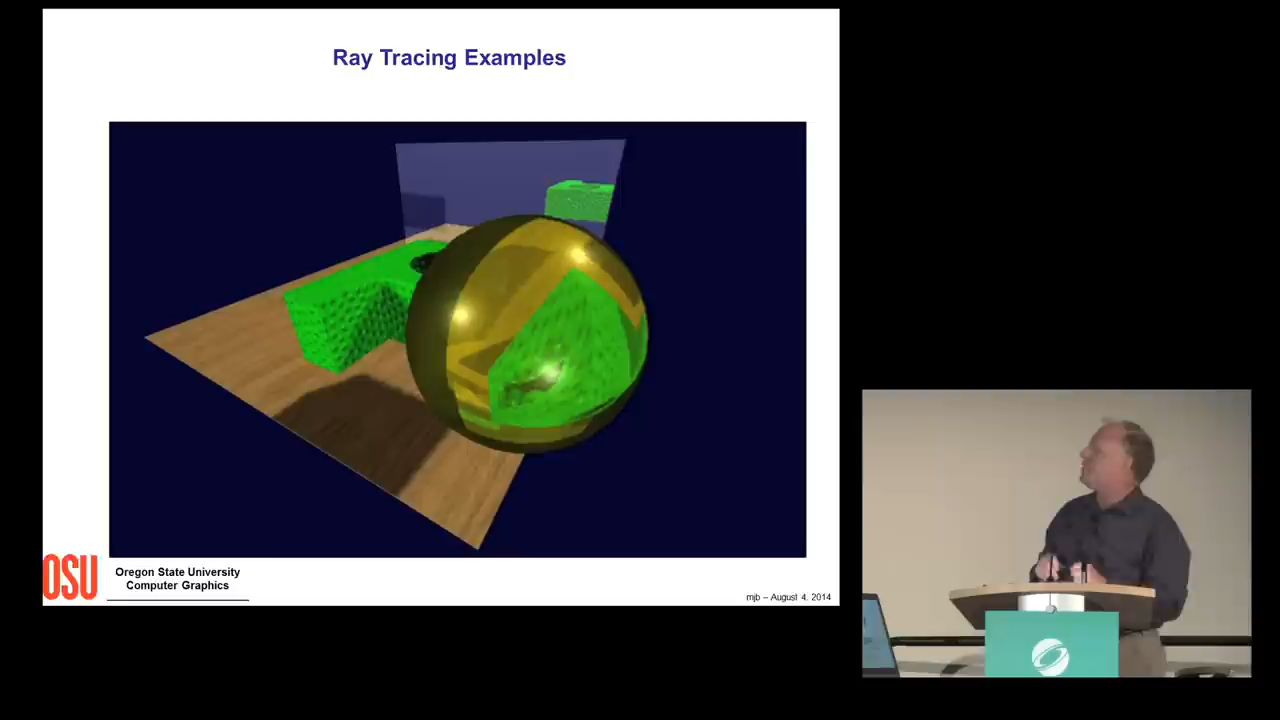 Ray Tracing Examples
OSU
Oregon State University
Computer Graphics
mjb – August 4, 2014